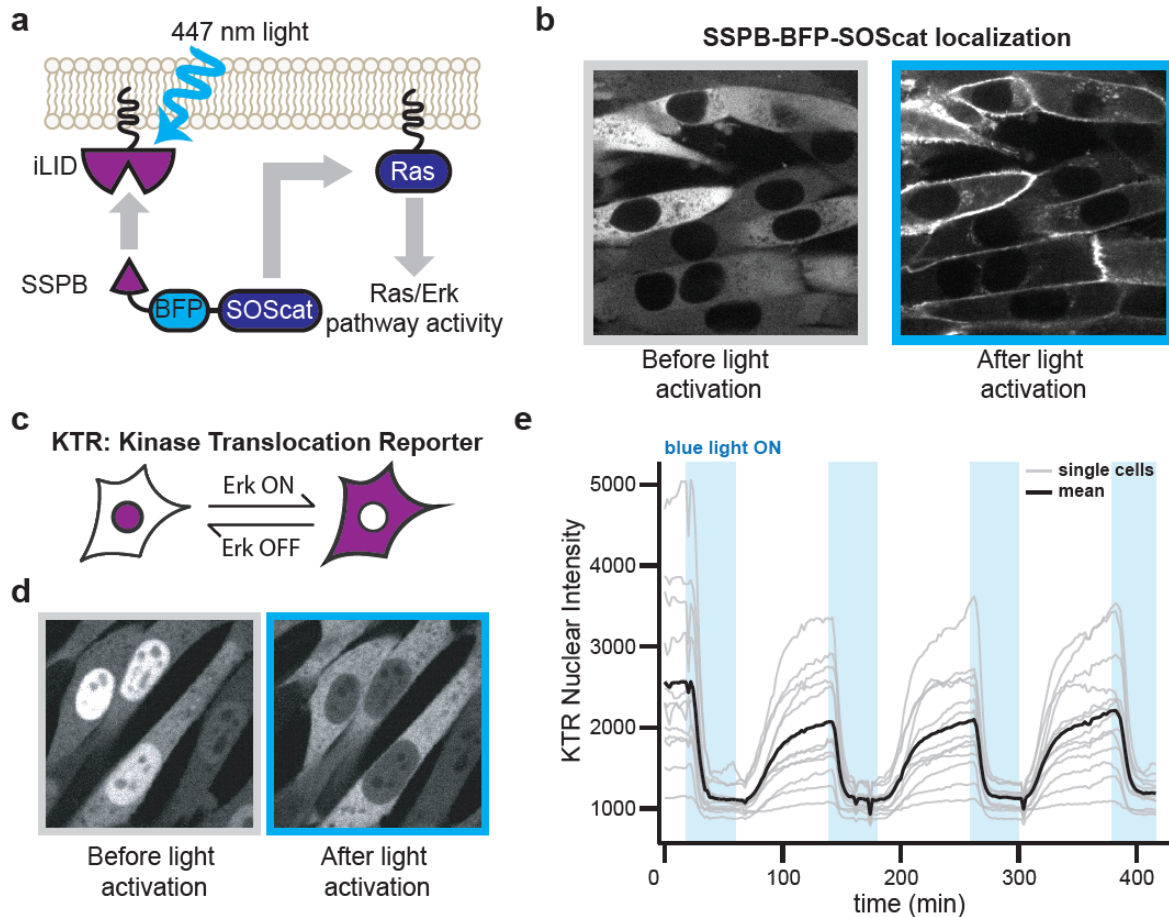 a
447 nm light
iLID
Ras
SSPB
BFP
SOScat
Ras/Erk
pathway activity
b
SSPB-BFP-SOScat localization
Before light
activation
After light
activation
c
KTR: Kinase Translocation Reporter
Erk ON
Erk OFF
d
Before light
activation
After light
activation
e
blue light ON
single cells
mean
KTR Nuclear Intensity
5000
4000
3000
2000
1000
0
100
200
300
400
time (min)